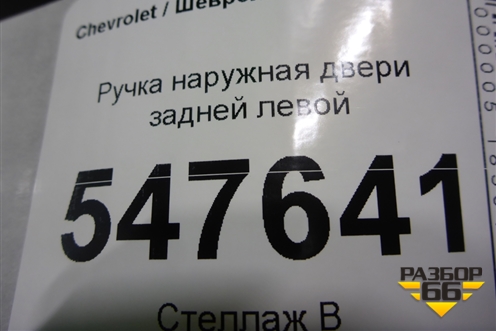 Chevrolet / Шевро
Ручка наружная двери
задней левой
547641
Стеллаж В
РАЗБОР
66